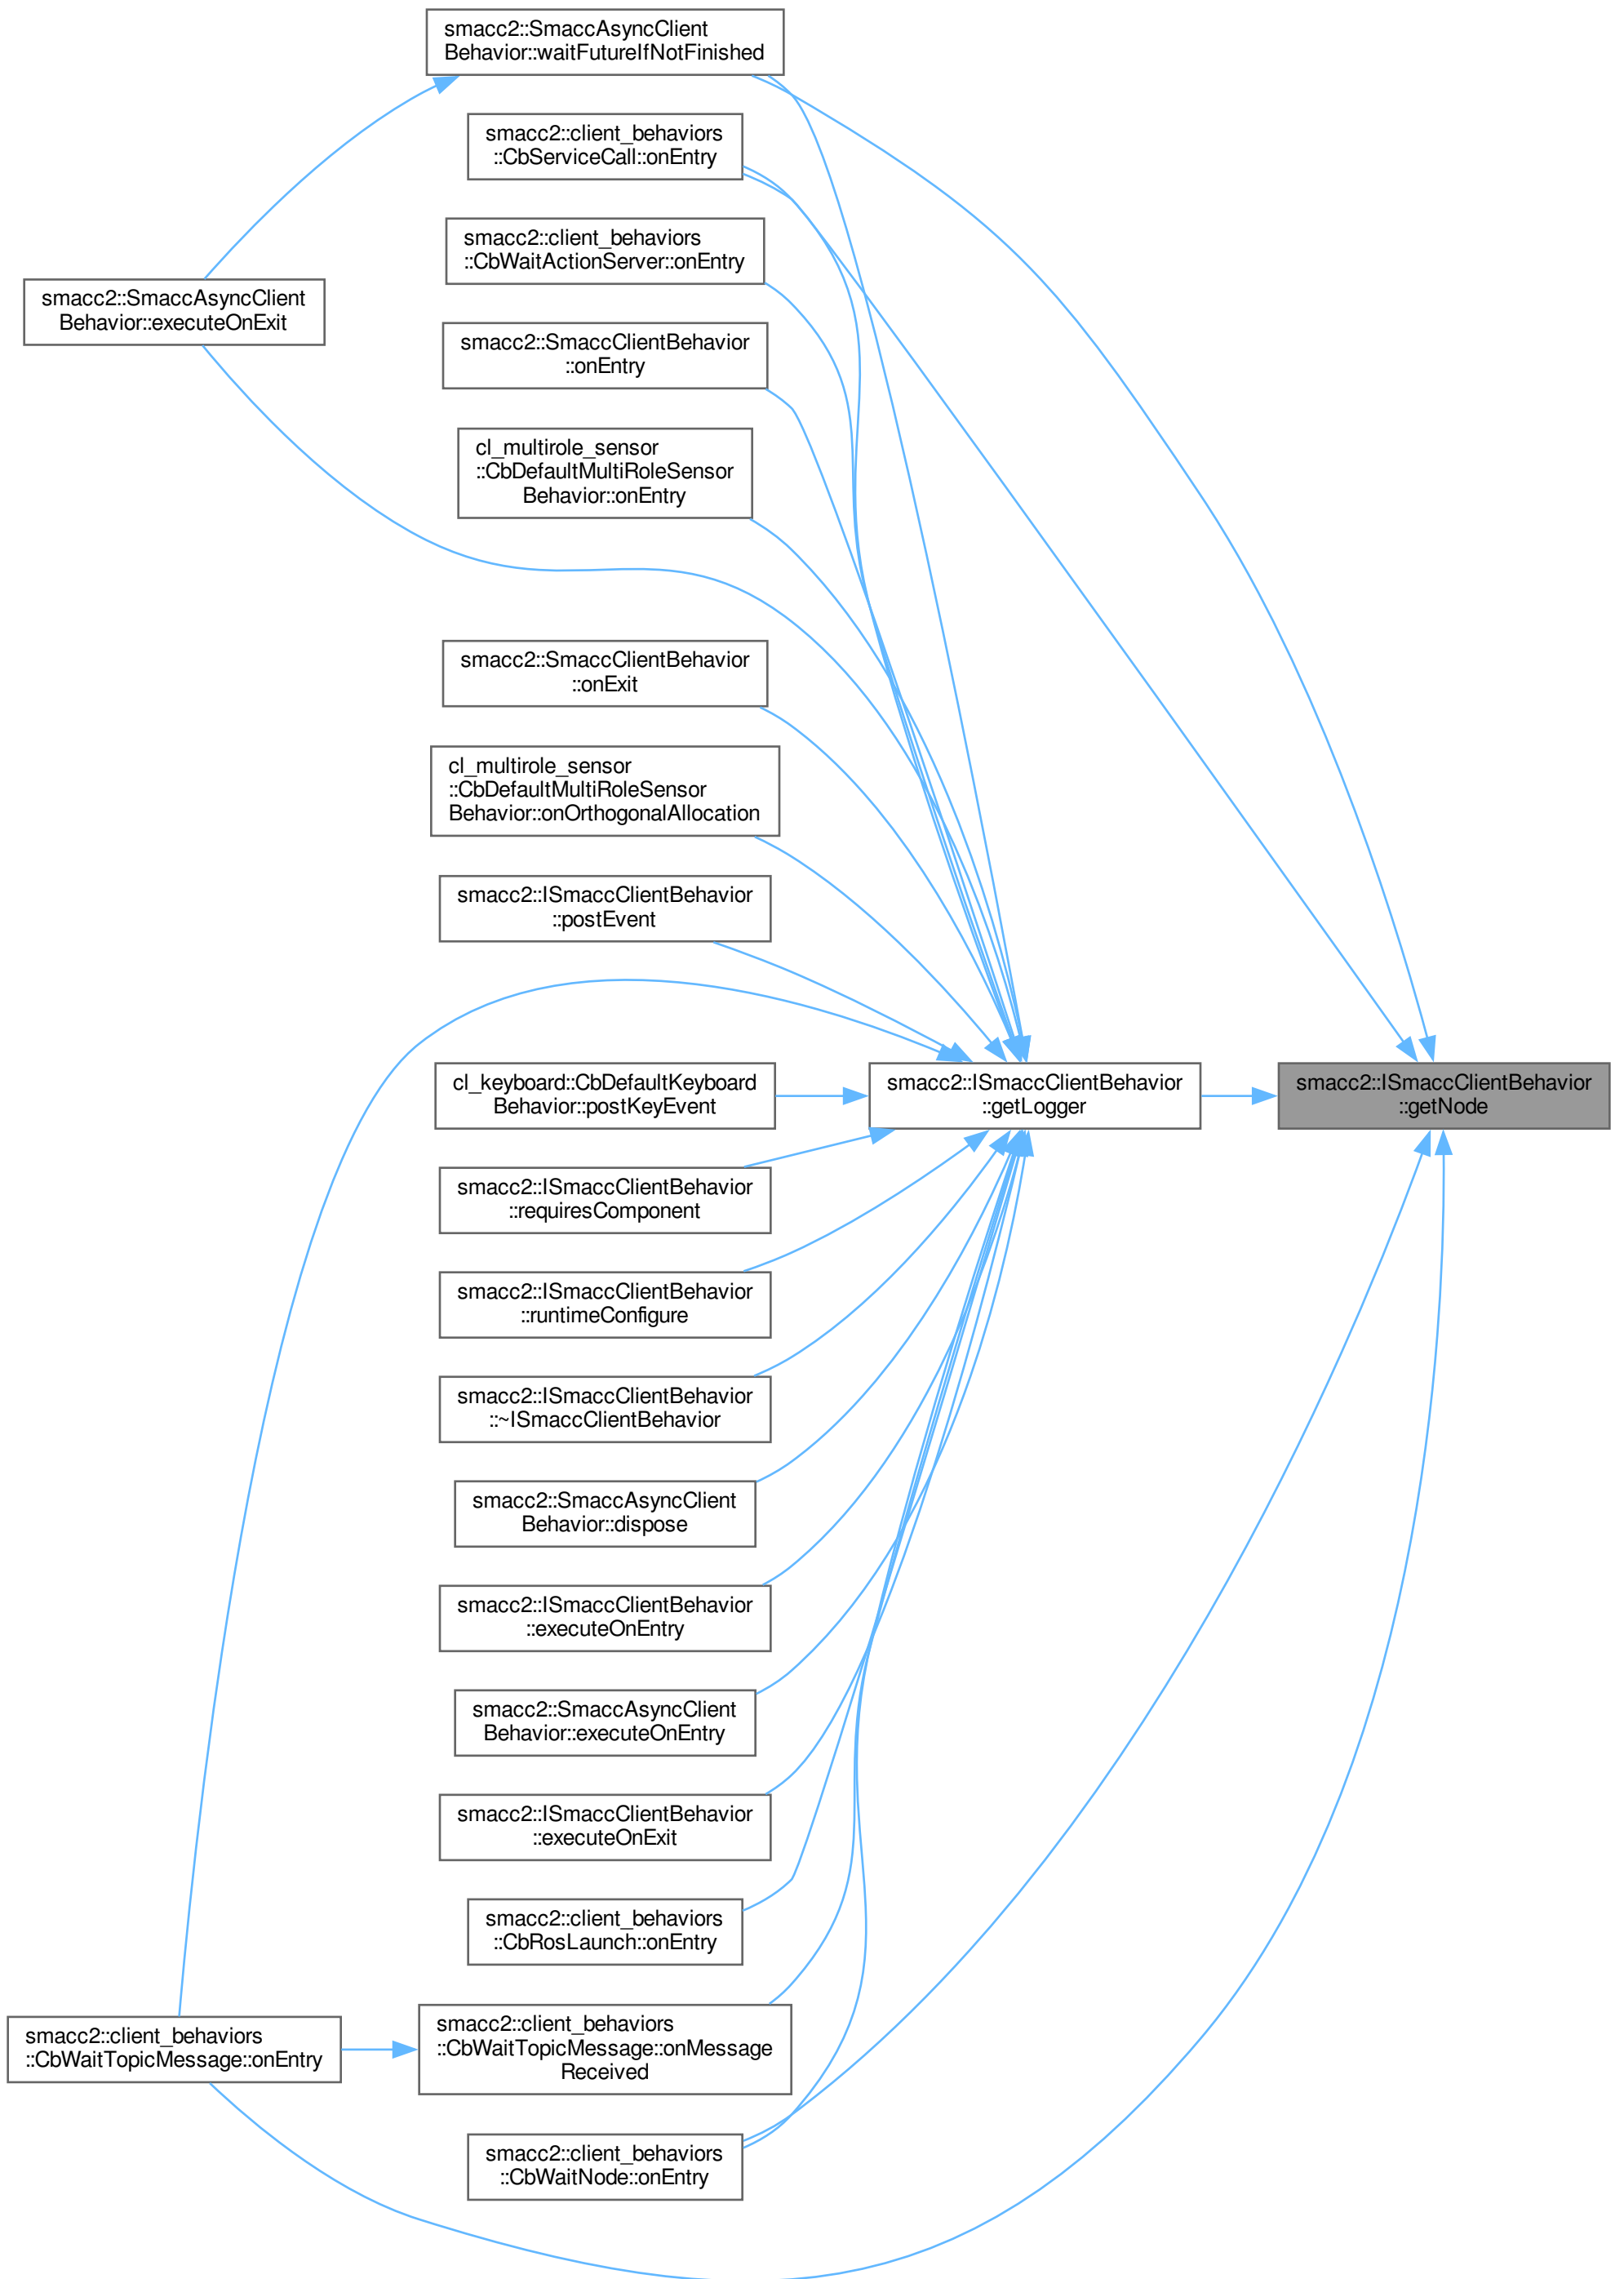 smacc2::SmaccAsyncClient
Behavior::waitFutureIfNotFinished
smacc2::client_behaviors
::CbServiceCall::onEntry
smacc2::client_behaviors
::CbWaitActionServer::onEntry
smacc2::SmaccAsyncClient
Behavior::executeOnExit
smacc2::SmaccClientBehavior
::onEntry
cl_multirole_sensor
::CbDefaultMultiRoleSensor
Behavior::onEntry
smacc2::SmaccClientBehavior
::onExit
cl_multirole_sensor
::CbDefaultMultiRoleSensor
Behavior::onOrthogonalAllocation
smacc2::ISmaccClientBehavior
::postEvent
cl_keyboard::CbDefaultKeyboard
Behavior::postKeyEvent
smacc2::ISmaccClientBehavior
::getLogger
smacc2::ISmaccClientBehavior
::getNode
smacc2::ISmaccClientBehavior
::requiresComponent
smacc2::ISmaccClientBehavior
::runtimeConfigure
smacc2::ISmaccClientBehavior
::~ISmaccClientBehavior
smacc2::SmaccAsyncClient
Behavior::dispose
smacc2::ISmaccClientBehavior
::executeOnEntry
smacc2::SmaccAsyncClient
Behavior::executeOnEntry
smacc2::ISmaccClientBehavior
::executeOnExit
smacc2::client_behaviors
::CbRosLaunch::onEntry
smacc2::client_behaviors
::CbWaitTopicMessage::onEntry
smacc2::client_behaviors
::CbWaitTopicMessage::onMessage
Received
smacc2::client_behaviors
::CbWaitNode::onEntry